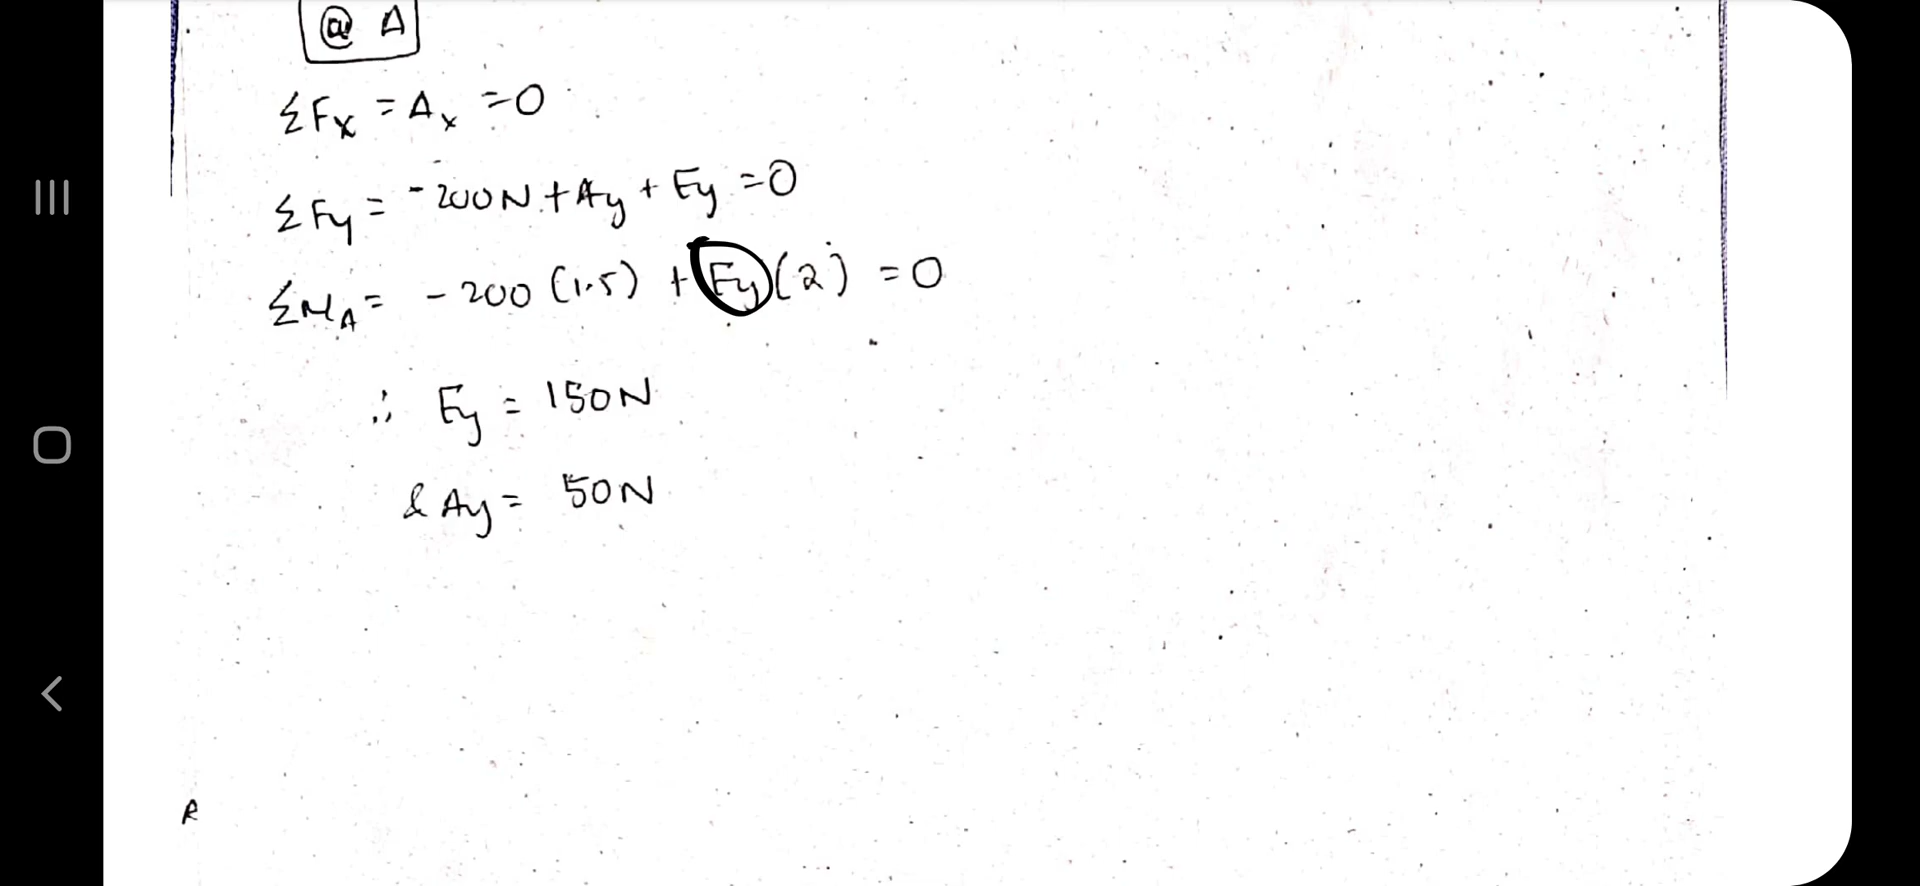 @ A
ΣFx = Ax =0
ΣFy = -200N + Ay + Ey =0
ΣMA = - 200 (1.5) + Ey (2) = 0
∴ Ey = 150N
& Ay = 50N
R